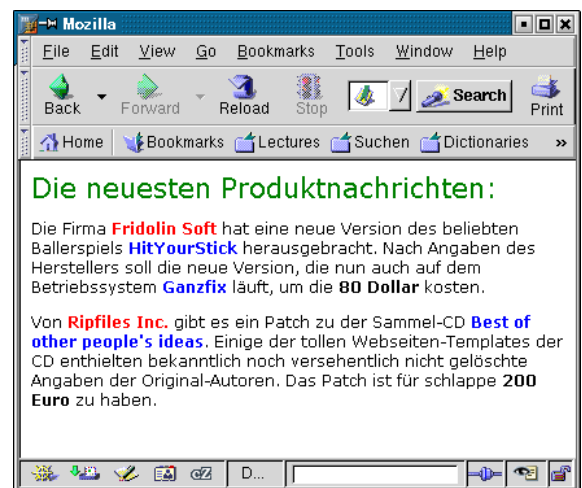 Mozilla
File Edit View Go Bookmarks Tools Window Help
Back Forward Reload Stop Search Print
Home Bookmarks Lectures Suchen Dictionaries »
Die neuesten Produktnachrichten:
Die Firma Fridolin Soft hat eine neue Version des beliebten
Ballerspiels HitYourStick herausgebracht. Nach Angaben des
Herstellers soll die neue Version, die nun auch auf dem
Betriebssystem Ganzfix läuft, um die 80 Dollar kosten.
Von Ripfiles Inc. gibt es ein Patch zu der Sammel-CD Best of
other people's ideas. Einige der tollen Webseiten-Templates der
CD enthielten bekanntlich noch versehentlich nicht gelöschte
Angaben der Original-Autoren. Das Patch ist für schlappe 200
Euro zu haben.
D...